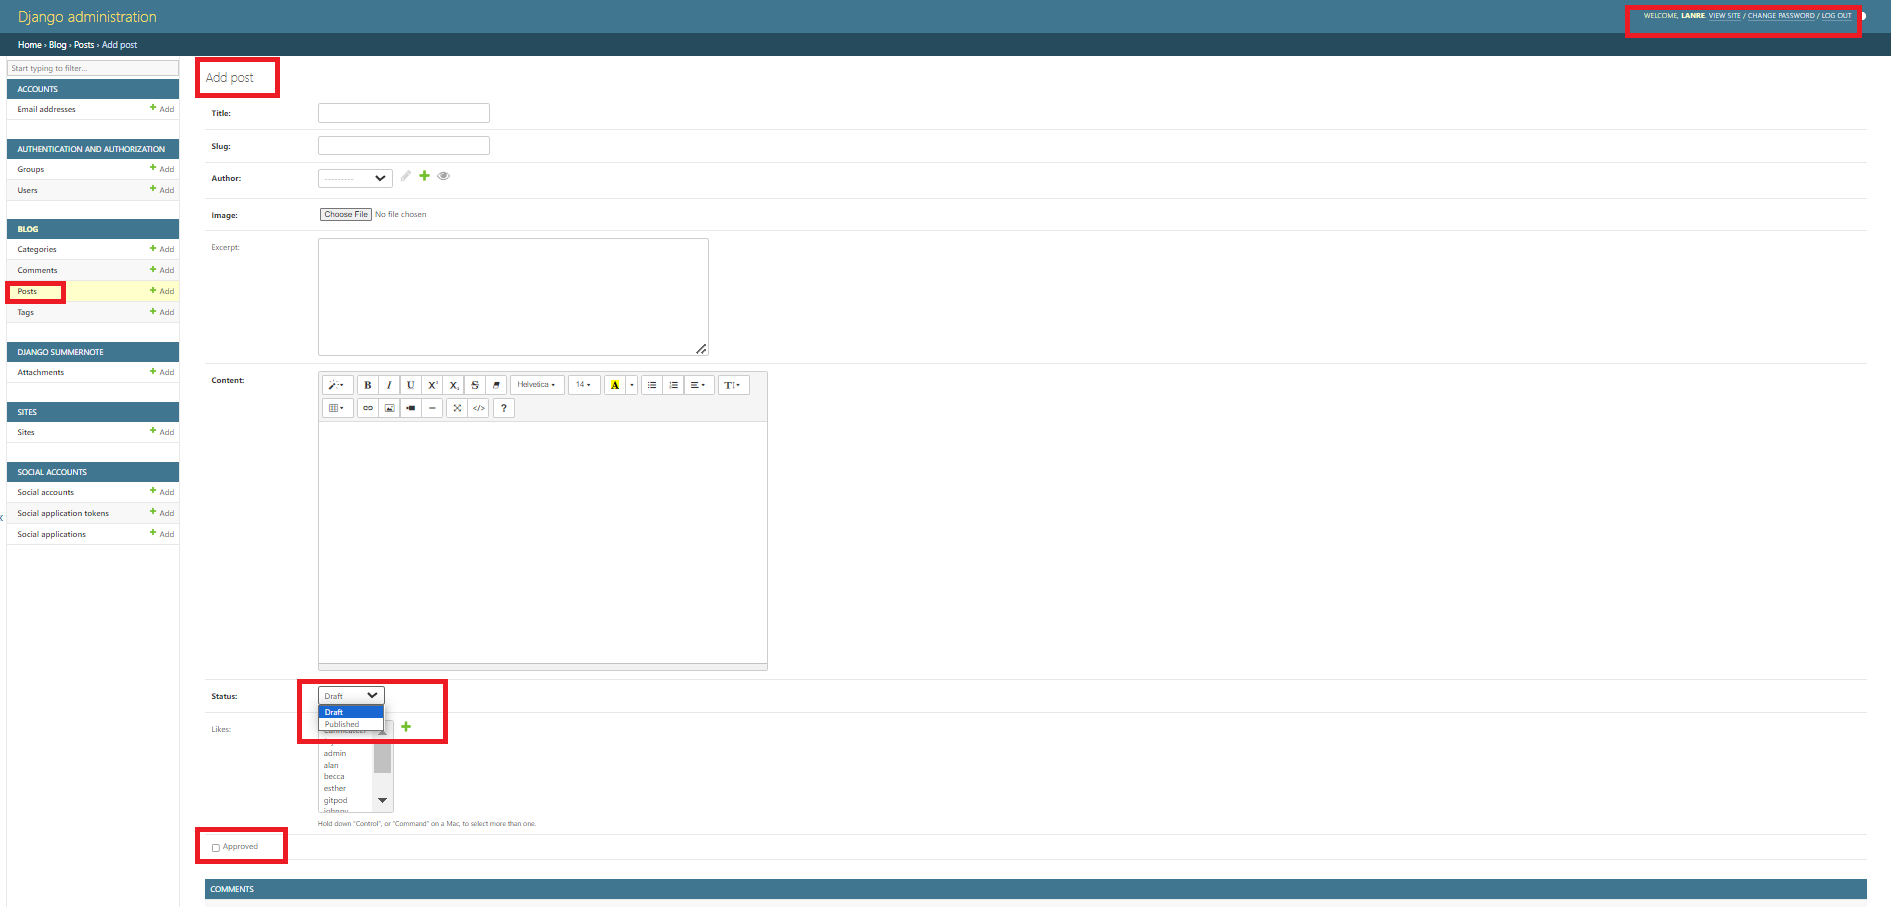 Django administration
WELCOME, LANRE. VIEW SITE / CHANGE PASSWORD / LOG OUT
Home › Blog › Posts › Add post
Start typing to filter...
ACCOUNTS
Email addresses + Add
AUTHENTICATION AND AUTHORIZATION
Groups + Add
Users + Add
BLOG
Categories + Add
Comments + Add
Posts + Add
Tags + Add
DJANGO SUMMERNOTE
Attachments + Add
SITES
Sites + Add
SOCIAL ACCOUNTS
Social accounts + Add
Social application tokens + Add
Social applications + Add
Add post
Title:
Slug:
Author: ---------
Image: Choose File No file chosen
Excerpt:
Content:
B I U X² X₂ S Helvetica 14 A T
</> ?
Status: Draft
Draft
Published
Likes:
admin
alan
becca
esther
gitpod
johnny
Hold down "Control", or "Command" on a Mac, to select more than one.
Approved
COMMENTS